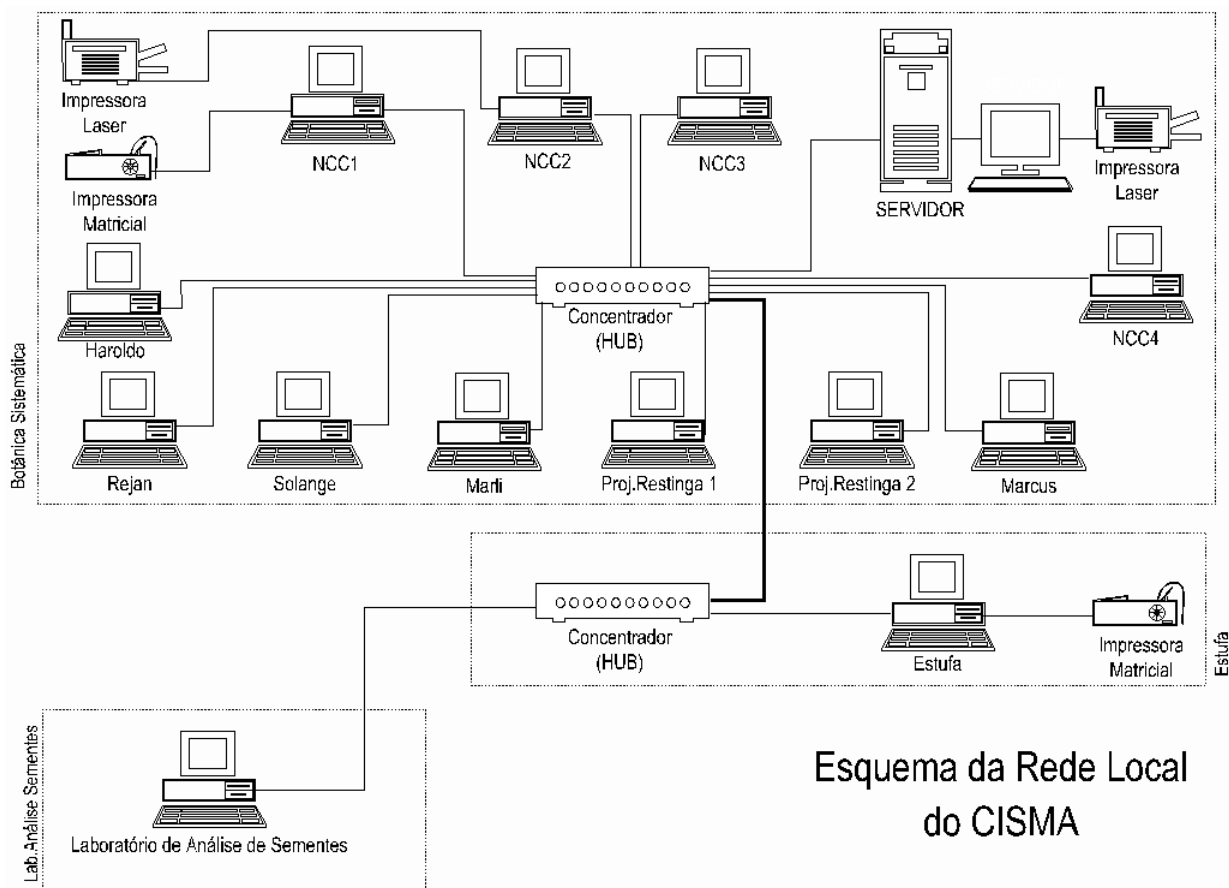 Impressora
Laser
Impressora
Matricial
NCC1
NCC2
NCC3
SERVIDOR
Impressora
Laser
Haroldo
Concentrador
(HUB)
NCC4
Botânica Sistemática
Rejan
Solange
Marli
Proj.Restinga 1
Proj.Restinga 2
Marcus
Concentrador
(HUB)
Estufa
Impressora
Matricial
Estufa
Lab.Análise Sementes
Laboratório de Análise de Sementes
Esquema da Rede Local
do CISMA